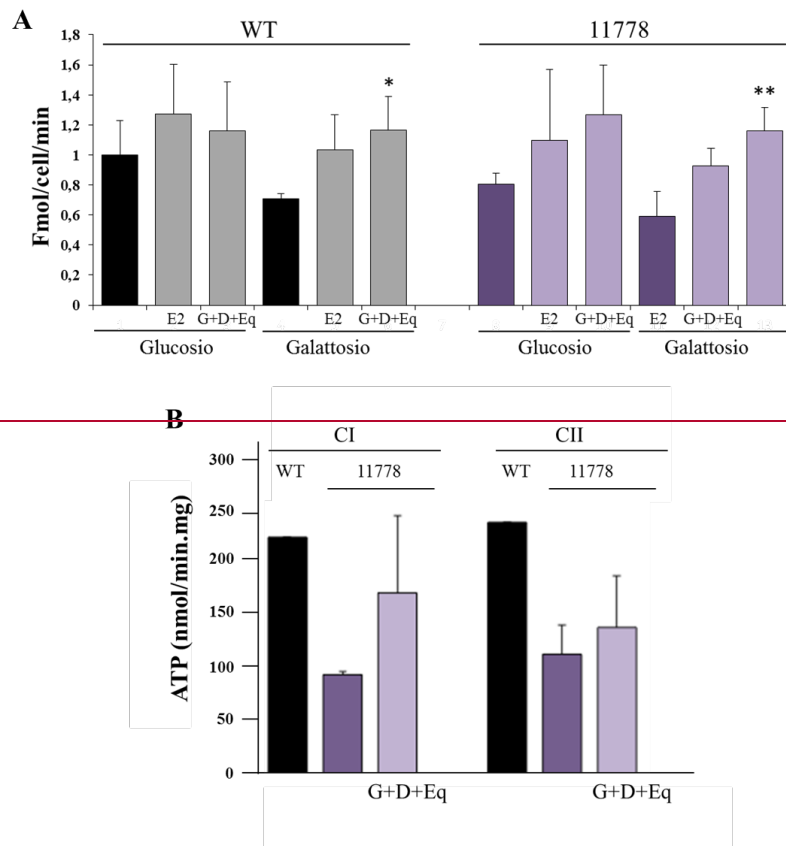 A
WT 11778
1,8
1,6
1,4
1,2
1
0,8
0,6
0,4
0,2
0
Fmol/cell/min
* **
E2 G+D+Eq E2 G+D+Eq E2 G+D+Eq E2 G+D+Eq
Glucosio Galattosio Glucosio Galattosio
B
CI CII
WT 11778 WT 11778
300
250
200
150
100
50
0
ATP (nmol/min.mg)
G+D+Eq G+D+Eq